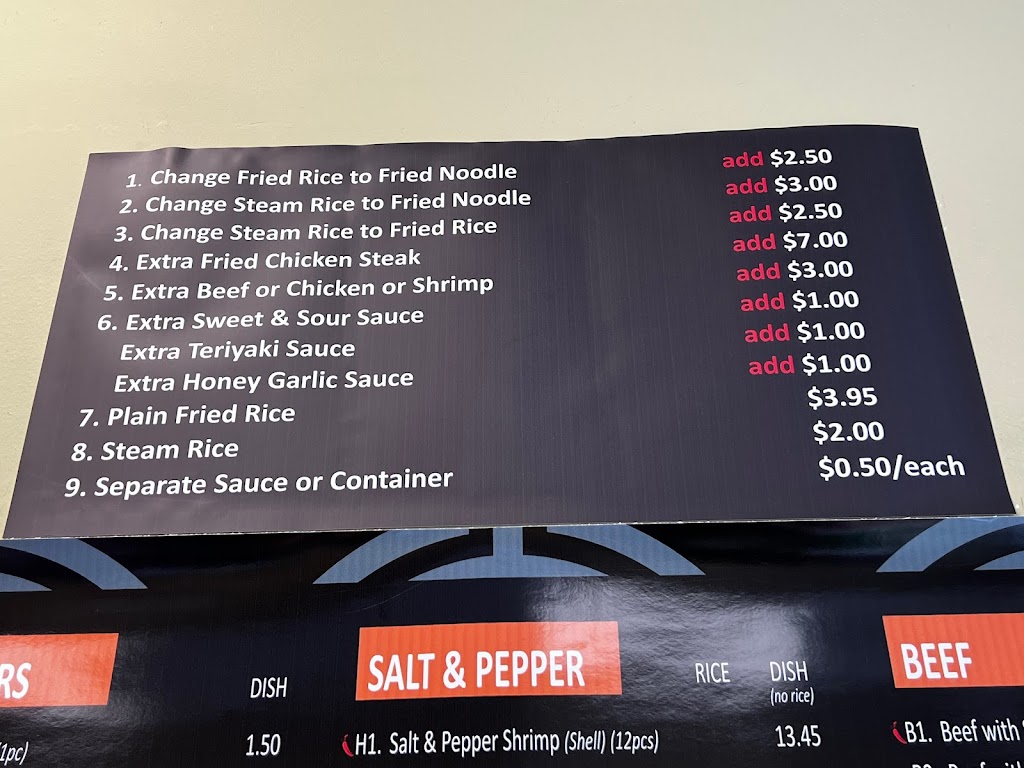 1. Change Fried Rice to Fried Noodle add $2.50
2. Change Steam Rice to Fried Noodle add $3.00
3. Change Steam Rice to Fried Rice add $2.50
4. Extra Fried Chicken Steak add $7.00
5. Extra Beef or Chicken or Shrimp add $3.00
6. Extra Sweet & Sour Sauce add $1.00
Extra Teriyaki Sauce add $1.00
Extra Honey Garlic Sauce add $1.00
7. Plain Fried Rice $3.95
8. Steam Rice $2.00
9. Separate Sauce or Container $0.50/each
RS DISH
1pc) 1.50
SALT & PEPPER RICE DISH
(no rice)
H1. Salt & Pepper Shrimp (Shell) (12pcs) 13.45
BEEF
B1. Beef with